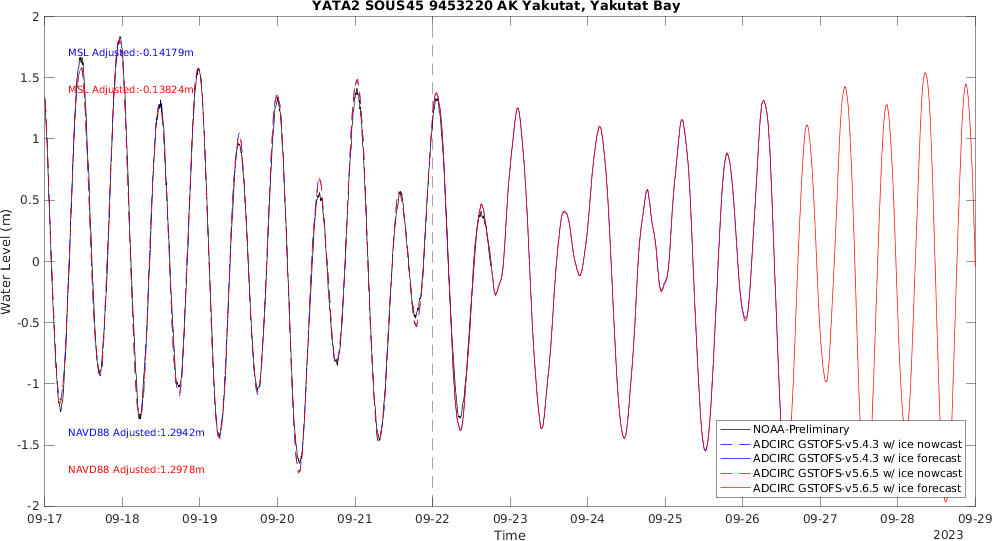 YATA2 SOUS45 9453220 AK Yakutat, Yakutat Bay
2
1.5
1
0.5
0
-0.5
-1
-1.5
-2
Water Level (m)
MSL Adjusted:-0.14179m
MSL Adjusted:-0.13824m
NAVD88 Adjusted:1.2942m
NAVD88 Adjusted:1.2978m
NOAA-Preliminary
ADCIRC GSTOFS-v5.4.3 w/ ice nowcast
ADCIRC GSTOFS-v5.4.3 w/ ice forecast
ADCIRC GSTOFS-v5.6.5 w/ ice nowcast
ADCIRC GSTOFS-v5.6.5 w/ ice forecast
09-17 09-18 09-19 09-20 09-21 09-22 09-23 09-24 09-25 09-26 09-27 09-28 09-29
Time
2023